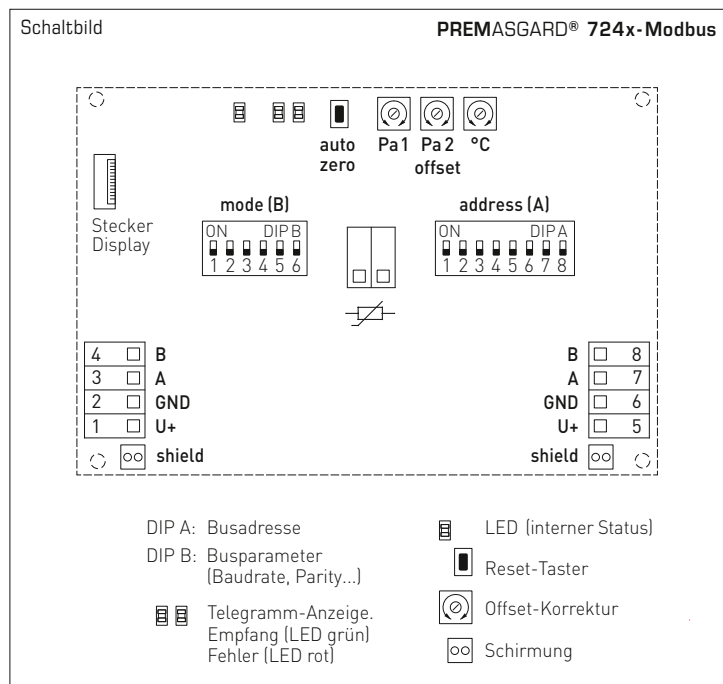 Schaltbild
PREMASGARD® 724x-Modbus
auto
zero
Pa 1
Pa 2
offset
°C
Stecker
Display
mode (B)
ON DIP B
1 2 3 4 5 6
address (A)
ON DIP A
1 2 3 4 5 6 7 8
4 B
3 A
2 GND
1 U+
shield
B 8
A 7
GND 6
U+ 5
shield
DIP A: Busadresse
DIP B: Busparameter
(Baudrate, Parity...)
Telegramm-Anzeige.
Empfang (LED grün)
Fehler (LED rot)
LED (interner Status)
Reset-Taster
Offset-Korrektur
Schirmung